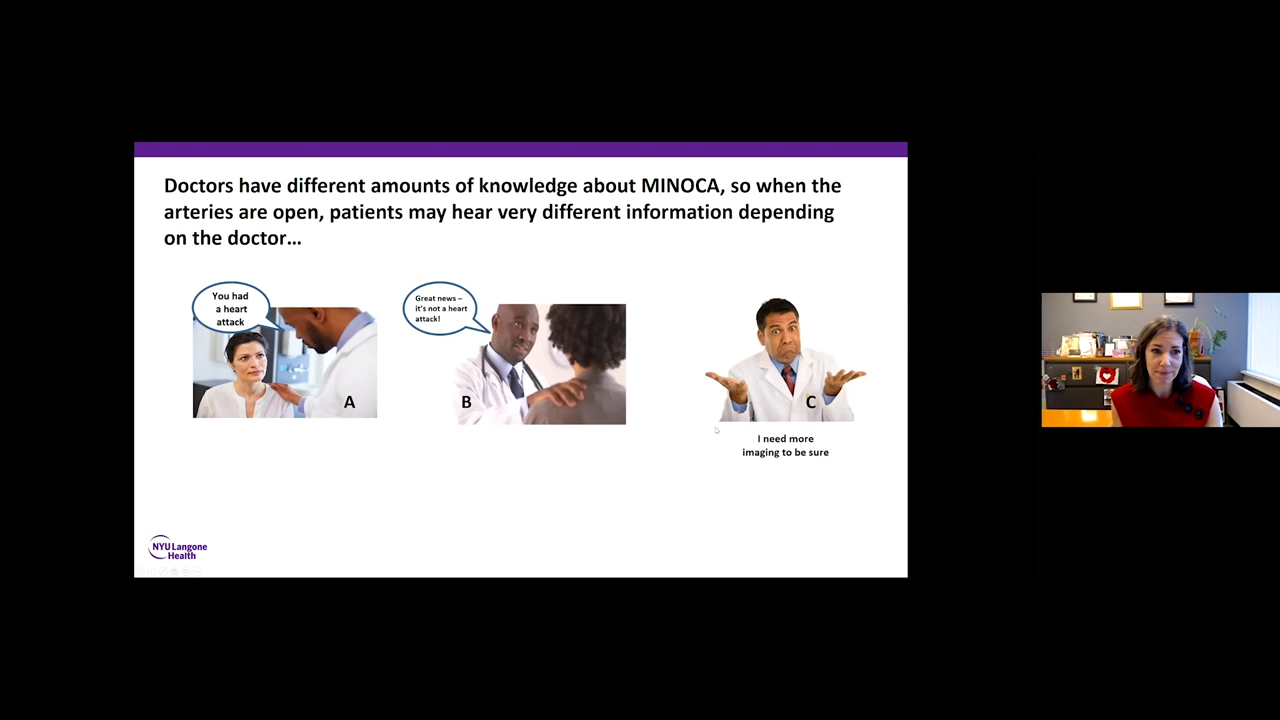 Doctors have different amounts of knowledge about MINOCA, so when the
arteries are open, patients may hear very different information depending
on the doctor...
You had
a heart
attack
A
Great news –
it's not a heart
attack!
B
C
I need more
imaging to be sure
NYU Langone
Health